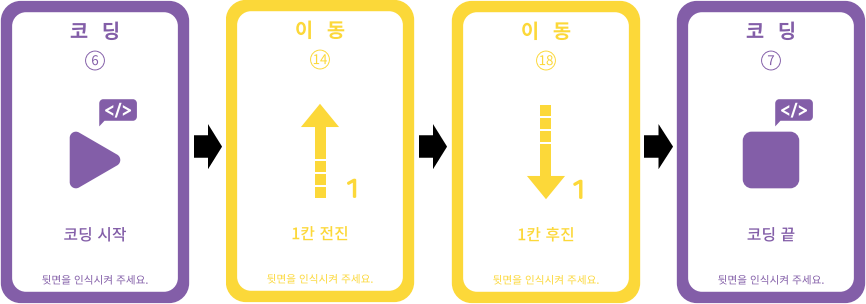 코 딩
⑥
</>
코딩 시작
뒷면을 인식시켜 주세요.
이 동
⑭
1
1칸 전진
뒷면을 인식시켜 주세요.
이 동
⑱
1
1칸 후진
뒷면을 인식시켜 주세요.
코 딩
⑦
</>
코딩 끝
뒷면을 인식시켜 주세요.